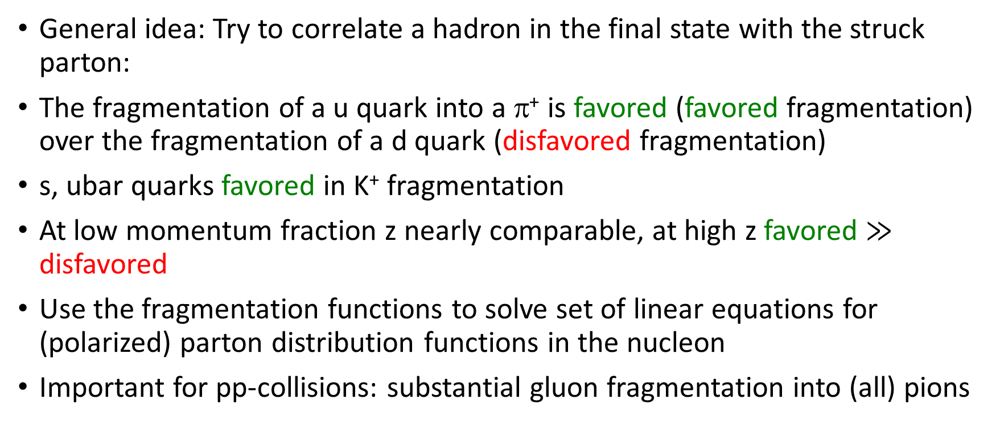 • General idea: Try to correlate a hadron in the final state with the struck
parton:
• The fragmentation of a u quark into a π⁺ is favored (favored fragmentation)
over the fragmentation of a d quark (disfavored fragmentation)
• s, ubar quarks favored in K⁺ fragmentation
• At low momentum fraction z nearly comparable, at high z favored ≫
disfavored
• Use the fragmentation functions to solve set of linear equations for
(polarized) parton distribution functions in the nucleon
• Important for pp-collisions: substantial gluon fragmentation into (all) pions